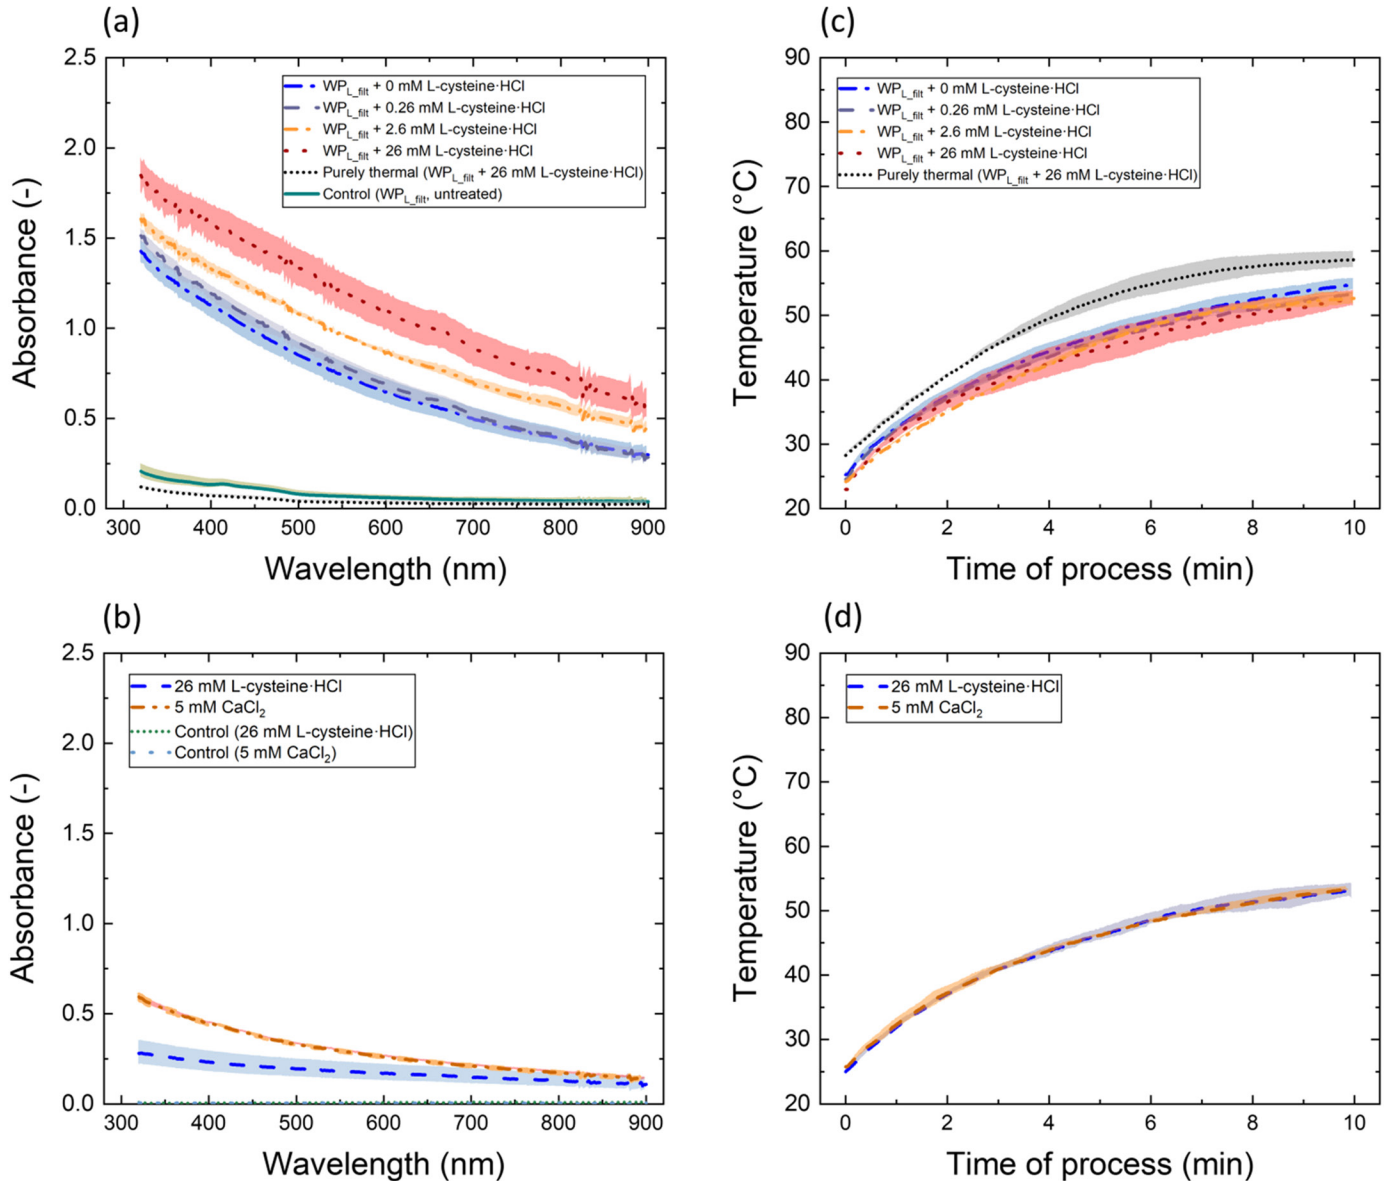 (a)
2.5
2.0
1.5
1.0
0.5
0.0
Absorbance (-)
WPL_filt + 0 mM L-cysteine·HCl
WPL_filt + 0.26 mM L-cysteine·HCl
WPL_filt + 2.6 mM L-cysteine·HCl
WPL_filt + 26 mM L-cysteine·HCl
Purely thermal (WPL_filt + 26 mM L-cysteine·HCl)
Control (WPL_filt, untreated)
300 400 500 600 700 800 900
Wavelength (nm)
(c)
90
80
70
60
50
40
30
20
Temperature (°C)
WPL_filt + 0 mM L-cysteine·HCl
WPL_filt + 0.26 mM L-cysteine·HCl
WPL_filt + 2.6 mM L-cysteine·HCl
WPL_filt + 26 mM L-cysteine·HCl
Purely thermal (WPL_filt + 26 mM L-cysteine·HCl)
0 2 4 6 8 10
Time of process (min)
(b)
2.5
2.0
1.5
1.0
0.5
0.0
Absorbance (-)
26 mM L-cysteine·HCl
5 mM CaCl2
Control (26 mM L-cysteine·HCl)
Control (5 mM CaCl2)
300 400 500 600 700 800 900
Wavelength (nm)
(d)
90
80
70
60
50
40
30
20
Temperature (°C)
26 mM L-cysteine·HCl
5 mM CaCl2
0 2 4 6 8 10
Time of process (min)